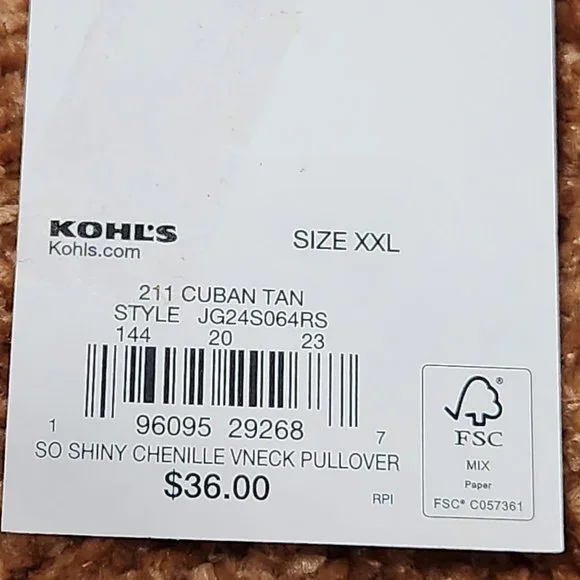 KOHL'S
Kohls.com
SIZE XXL
211 CUBAN TAN
STYLE JG24S064RS
144 20 23
1 96095 29268 7
SO SHINY CHENILLE VNECK PULLOVER
$36.00
RPI
®
FSC
MIX
Paper
FSC® C057361